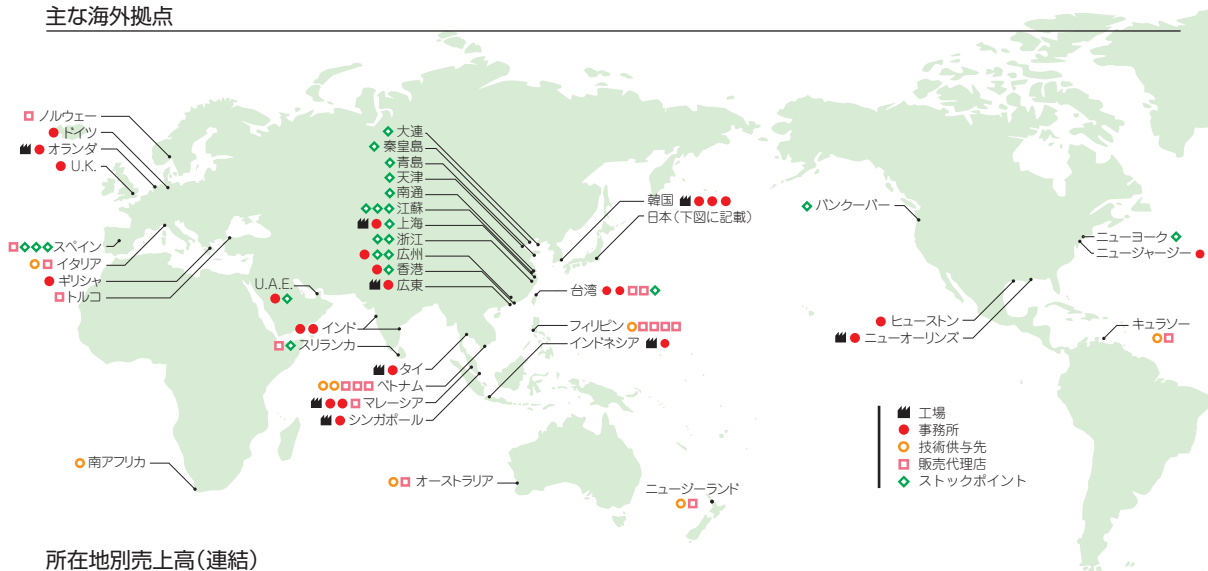 主な海外拠点
ノルウェー
ドイツ
オランダ
U.K.
スペイン
イタリア
ギリシャ
トルコ
U.A.E.
大連
秦皇島
青島
天津
南通
江蘇
上海
浙江
広州
香港
広東
インド
スリランカ
タイ
ベトナム
マレーシア
シンガポール
韓国
日本(下図に記載)
台湾
フィリピン
インドネシア
南アフリカ
オーストラリア
ニュージーランド
バンクーバー
ニューヨーク
ニュージャージー
ヒューストン
ニューオーリンズ
キュラソー
工場
事務所
技術供与先
販売代理店
ストックポイント
所在地別売上高(連結)